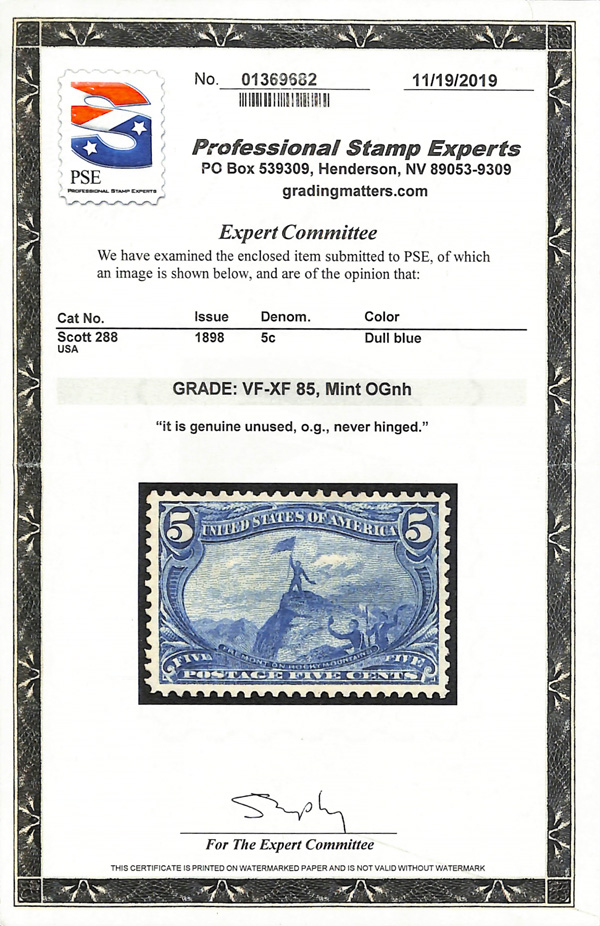 No. 01369682 11/19/2019
PSE
PROFESSIONAL STAMP EXPERTS
Professional Stamp Experts
PO Box 539309, Henderson, NV 89053-9309
gradingmatters.com
Expert Committee
We have examined the enclosed item submitted to PSE, of which
an image is shown below, and are of the opinion that:
Cat No. Issue Denom. Color
Scott 288 1898 5c Dull blue
USA
GRADE: VF-XF 85, Mint OGnh
“it is genuine unused, o.g., never hinged.”
5 UNITED STATES OF AMERICA 5
FREMONT ON ROCKY MOUNTAINS
FIVE FIVE
POSTAGE FIVE CENTS
For The Expert Committee
THIS CERTIFICATE IS PRINTED ON WATERMARKED PAPER AND IS NOT VALID WITHOUT WATERMARK